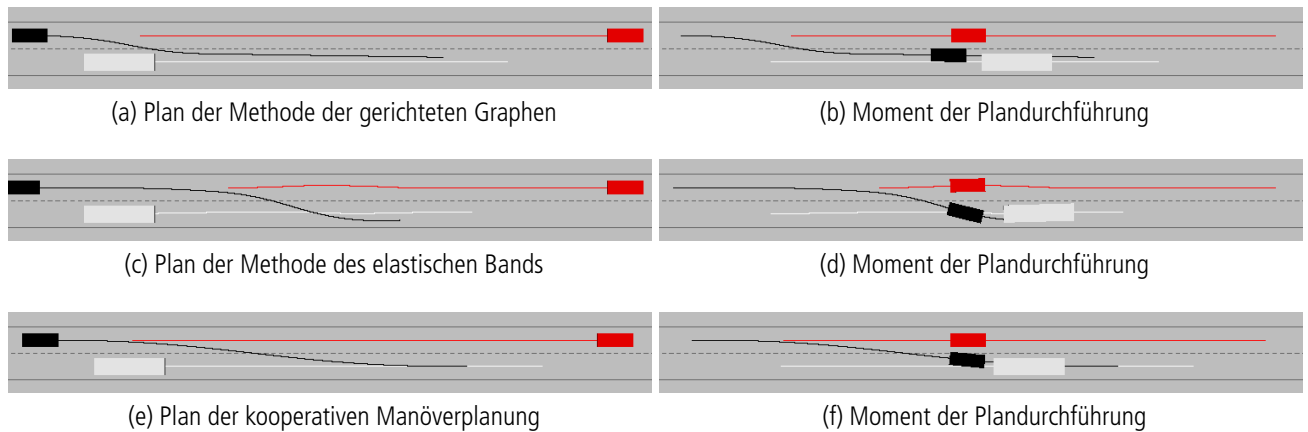 (a) Plan der Methode der gerichteten Graphen
(b) Moment der Plandurchführung
(c) Plan der Methode des elastischen Bands
(d) Moment der Plandurchführung
(e) Plan der kooperativen Manöverplanung
(f) Moment der Plandurchführung